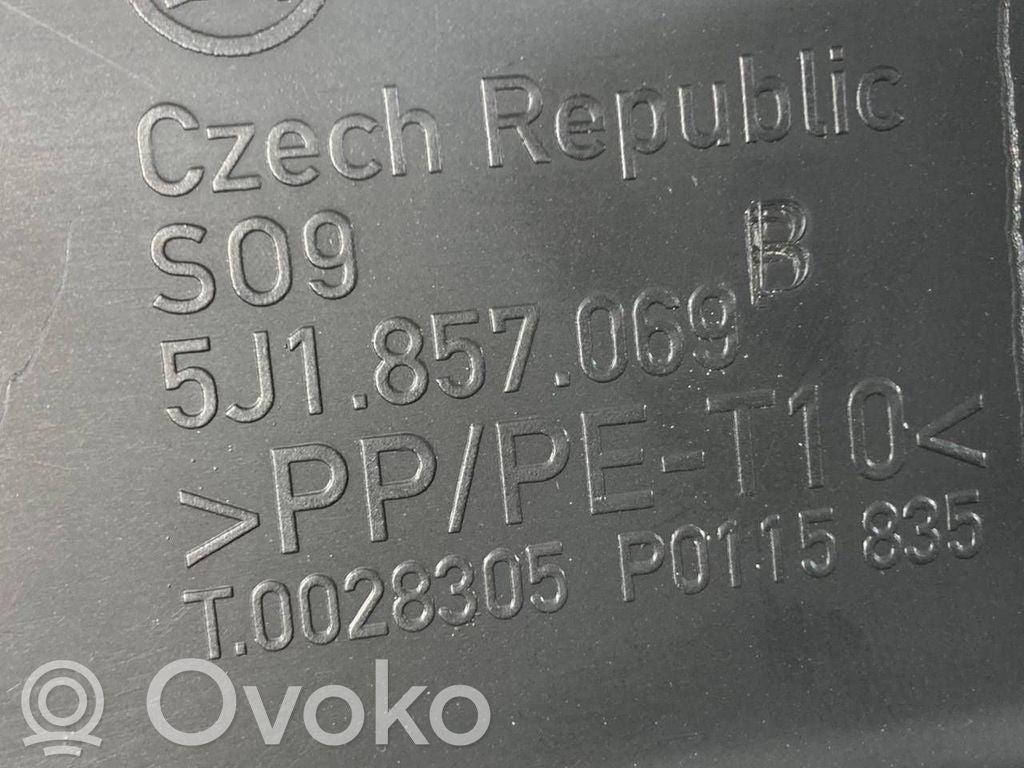 Czech Republic
S09 B
5J1.857.069
>PP/PE-T10<
T.0028305 P0115 835
Ovoko